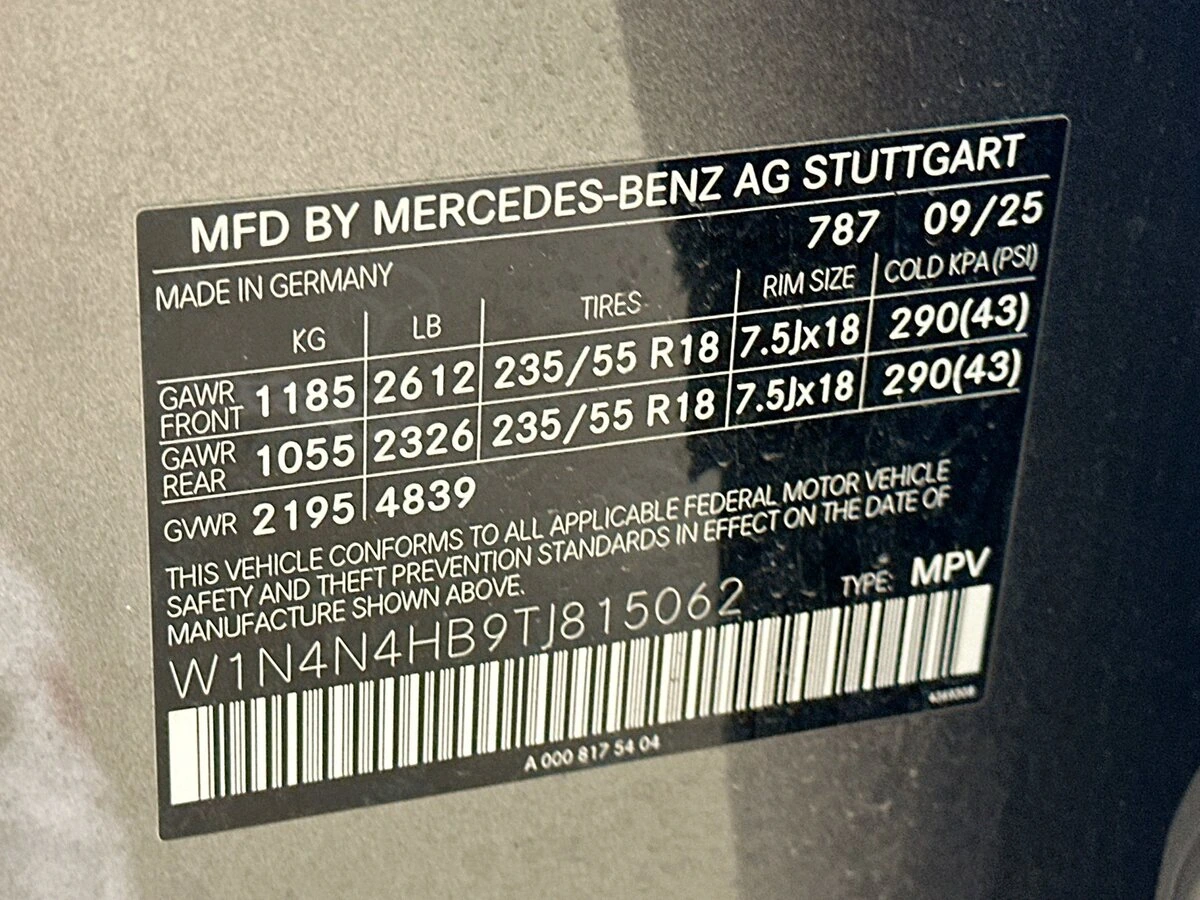 MFD BY MERCEDES-BENZ AG STUTTGART
787 09/25
MADE IN GERMANY
KG LB TIRES RIM SIZE COLD KPA (PSI)
GAWR FRONT 1185 2612 235/55 R18 7.5Jx18 290(43)
GAWR REAR 1055 2326 235/55 R18 7.5Jx18 290(43)
GVWR 2195 4839
THIS VEHICLE CONFORMS TO ALL APPLICABLE FEDERAL MOTOR VEHICLE
SAFETY AND THEFT PREVENTION STANDARDS IN EFFECT ON THE DATE OF
MANUFACTURE SHOWN ABOVE.
TYPE: MPV
W1N4N4HB9TJ815062
A 000 817 54 04